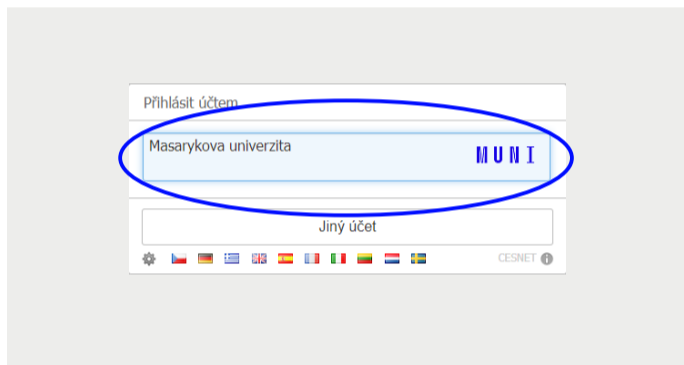 Přihlásit účtem
Masarykova univerzita
MUNI
Jiný účet
CESNET